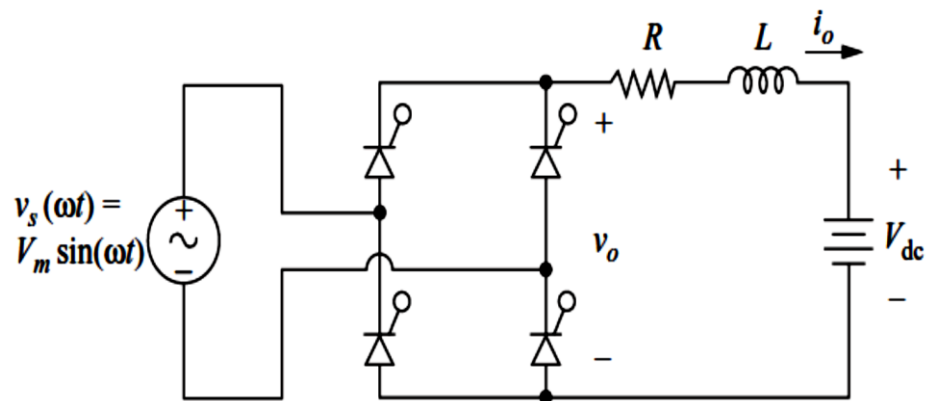 R
L
i_o
+
v_s(ωt) =
V_m sin(ωt)
+
−
v_o
−
+
V_dc
−